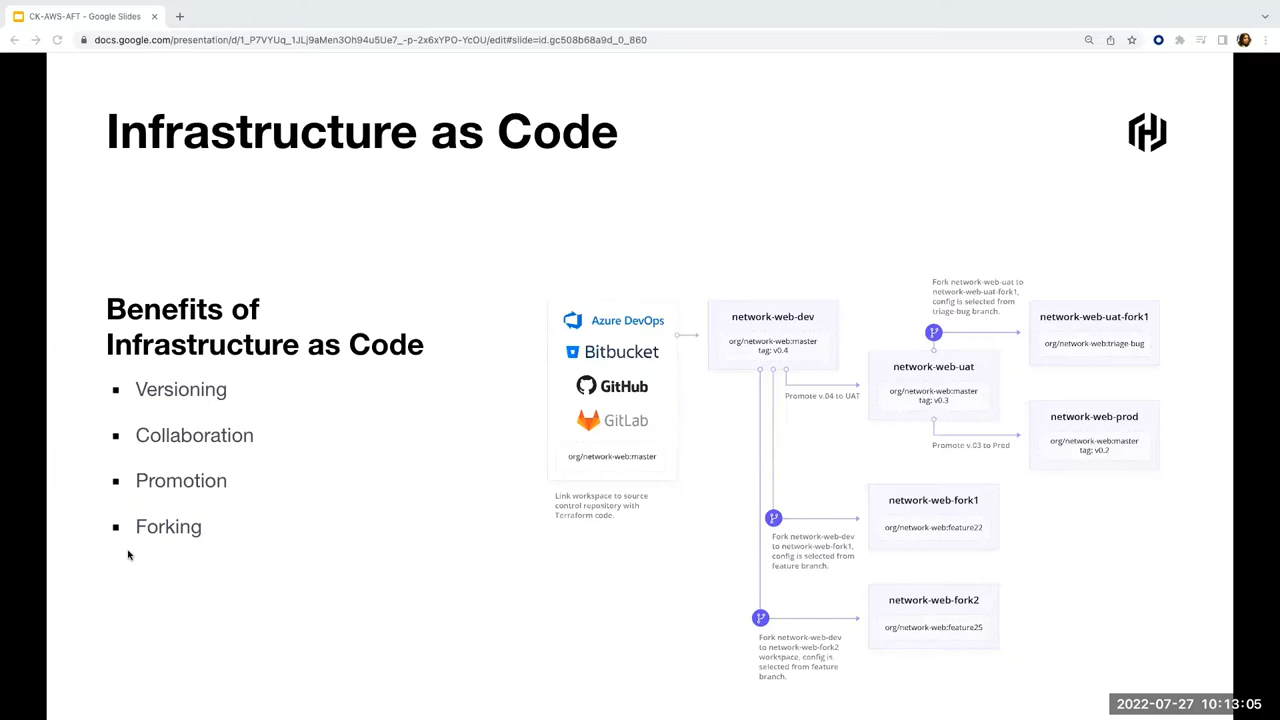 CK-AWS-AFT - Google Slides
docs.google.com/presentation/d/1_P7VYUq_1JLj9aMen3Oh94u5Ue7_-p-2x6xYPO-YcOU/edit#slide=id.gc508b68a9d_0_860
Infrastructure as Code
Benefits of
Infrastructure as Code
Versioning
Collaboration
Promotion
Forking
Azure DevOps
Bitbucket
GitHub
GitLab
org/network-web:master
Link workspace to source
control repository with
Terraform code.
network-web-dev
org/network-web:master
tag: v0.4
Promote v.04 to UAT
Fork network-web-uat to
network-web-uat-fork1,
config is selected from
triage-bug branch.
network-web-uat
org/network-web:master
tag: v0.3
Promote v.03 to Prod
network-web-uat-fork1
org/network-web:triage-bug
network-web-prod
org/network-web:master
tag: v0.2
network-web-fork1
org/network-web:feature22
Fork network-web-dev
to network-web-fork1,
config is selected from
feature branch.
network-web-fork2
org/network-web:feature25
Fork network-web-dev
to network-web-fork2
workspace, config is
selected from feature
branch.
2022-07-27 10:13:05